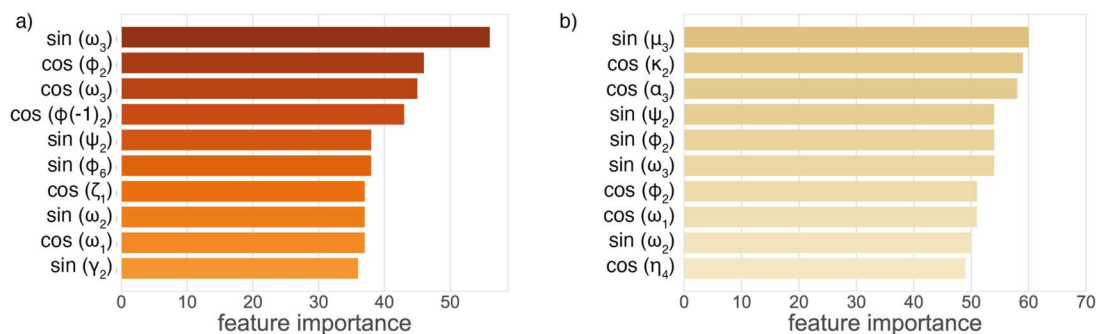 a)
sin (ω₃)
cos (ϕ₂)
cos (ω₃)
cos (ϕ(-1)₂)
sin (ψ₂)
sin (ϕ₆)
cos (ζ₁)
sin (ω₂)
cos (ω₁)
sin (γ₂)
0 10 20 30 40 50
feature importance
b)
sin (μ₃)
cos (κ₂)
cos (α₃)
sin (ψ₂)
sin (ϕ₂)
sin (ω₃)
cos (ϕ₂)
cos (ω₁)
sin (ω₂)
cos (η₄)
0 10 20 30 40 50 60 70
feature importance